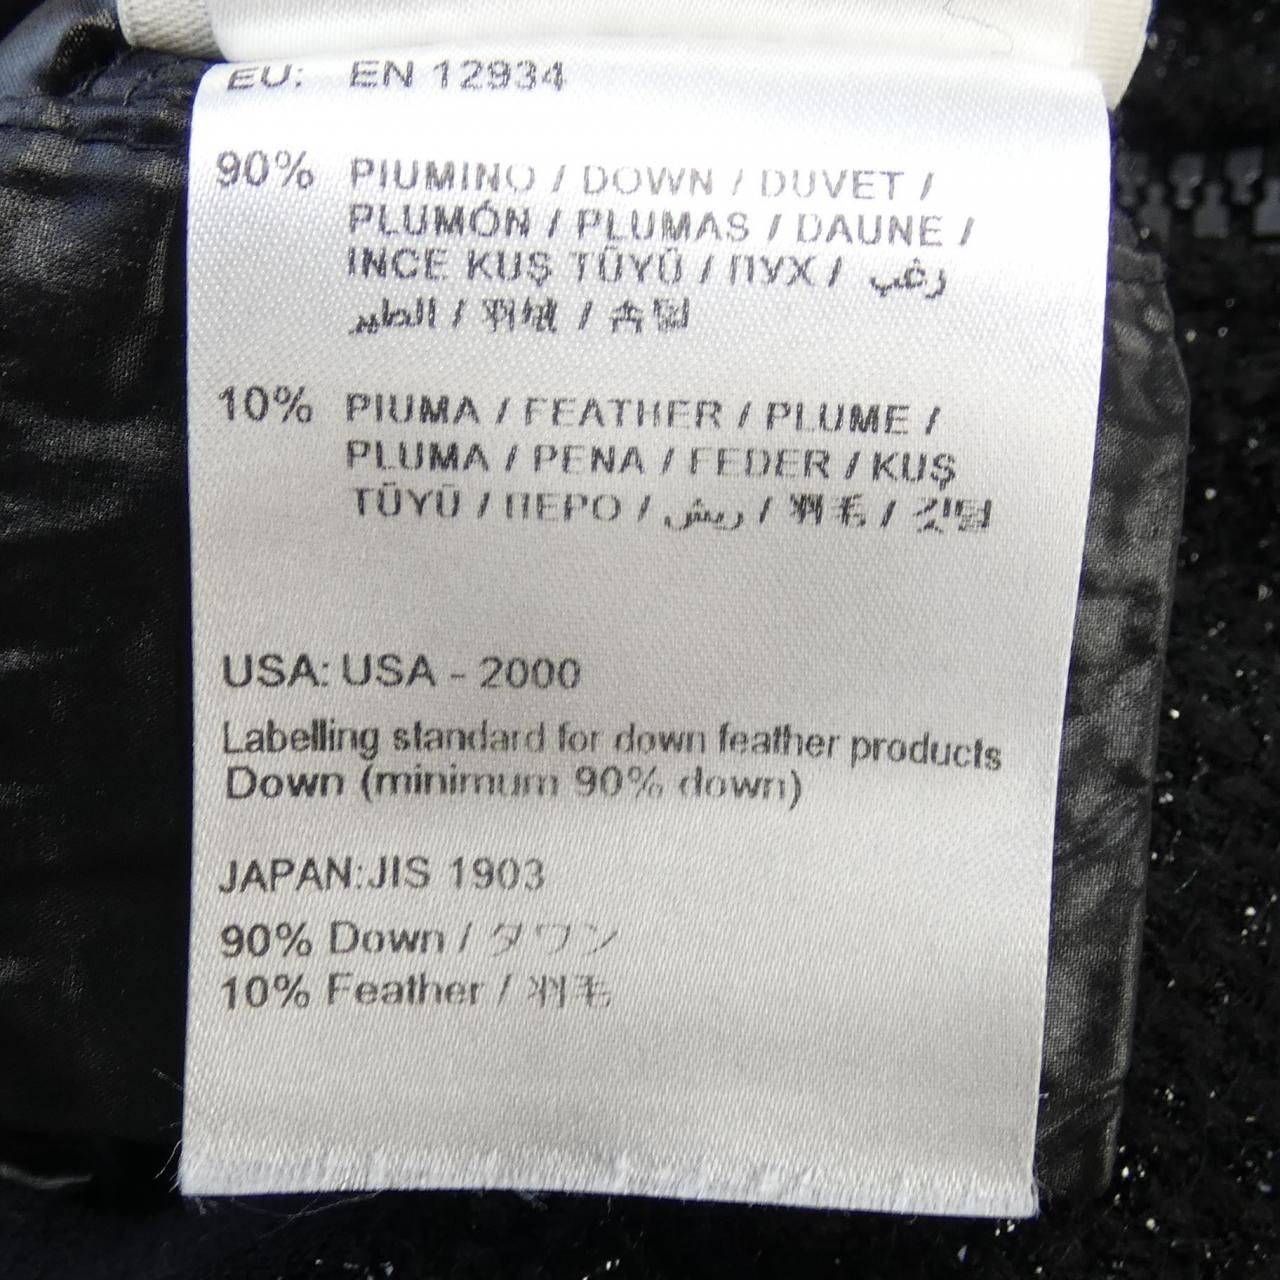 EU: EN 12934
90% PIUMINO / DOWN / DUVET /
PLUMÓN / PLUMAS / DAUNE /
INCE KUŞ TÜYÜ / ПУХ / زغب
الطير / 羽绒 / 솜털
10% PIUMA / FEATHER / PLUME /
PLUMA / PENA / FEDER / KUŞ
TÜYÜ / ПЕРО / ريش / 羽毛 / 깃털
USA: USA - 2000
Labelling standard for down feather products
Down (minimum 90% down)
JAPAN:JIS 1903
90% Down / ダウン
10% Feather / 羽毛